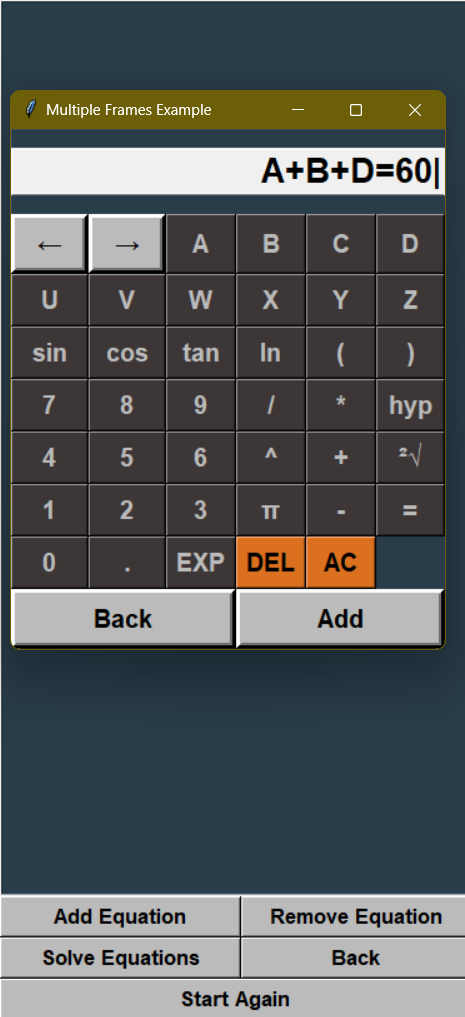 Multiple Frames Example
A+B+D=60|
← → A B C D
U V W X Y Z
sin cos tan ln ( )
7 8 9 / * hyp
4 5 6 ^ + ²√
1 2 3 π - =
0 . EXP DEL AC
Back Add
Add Equation Remove Equation
Solve Equations Back
Start Again